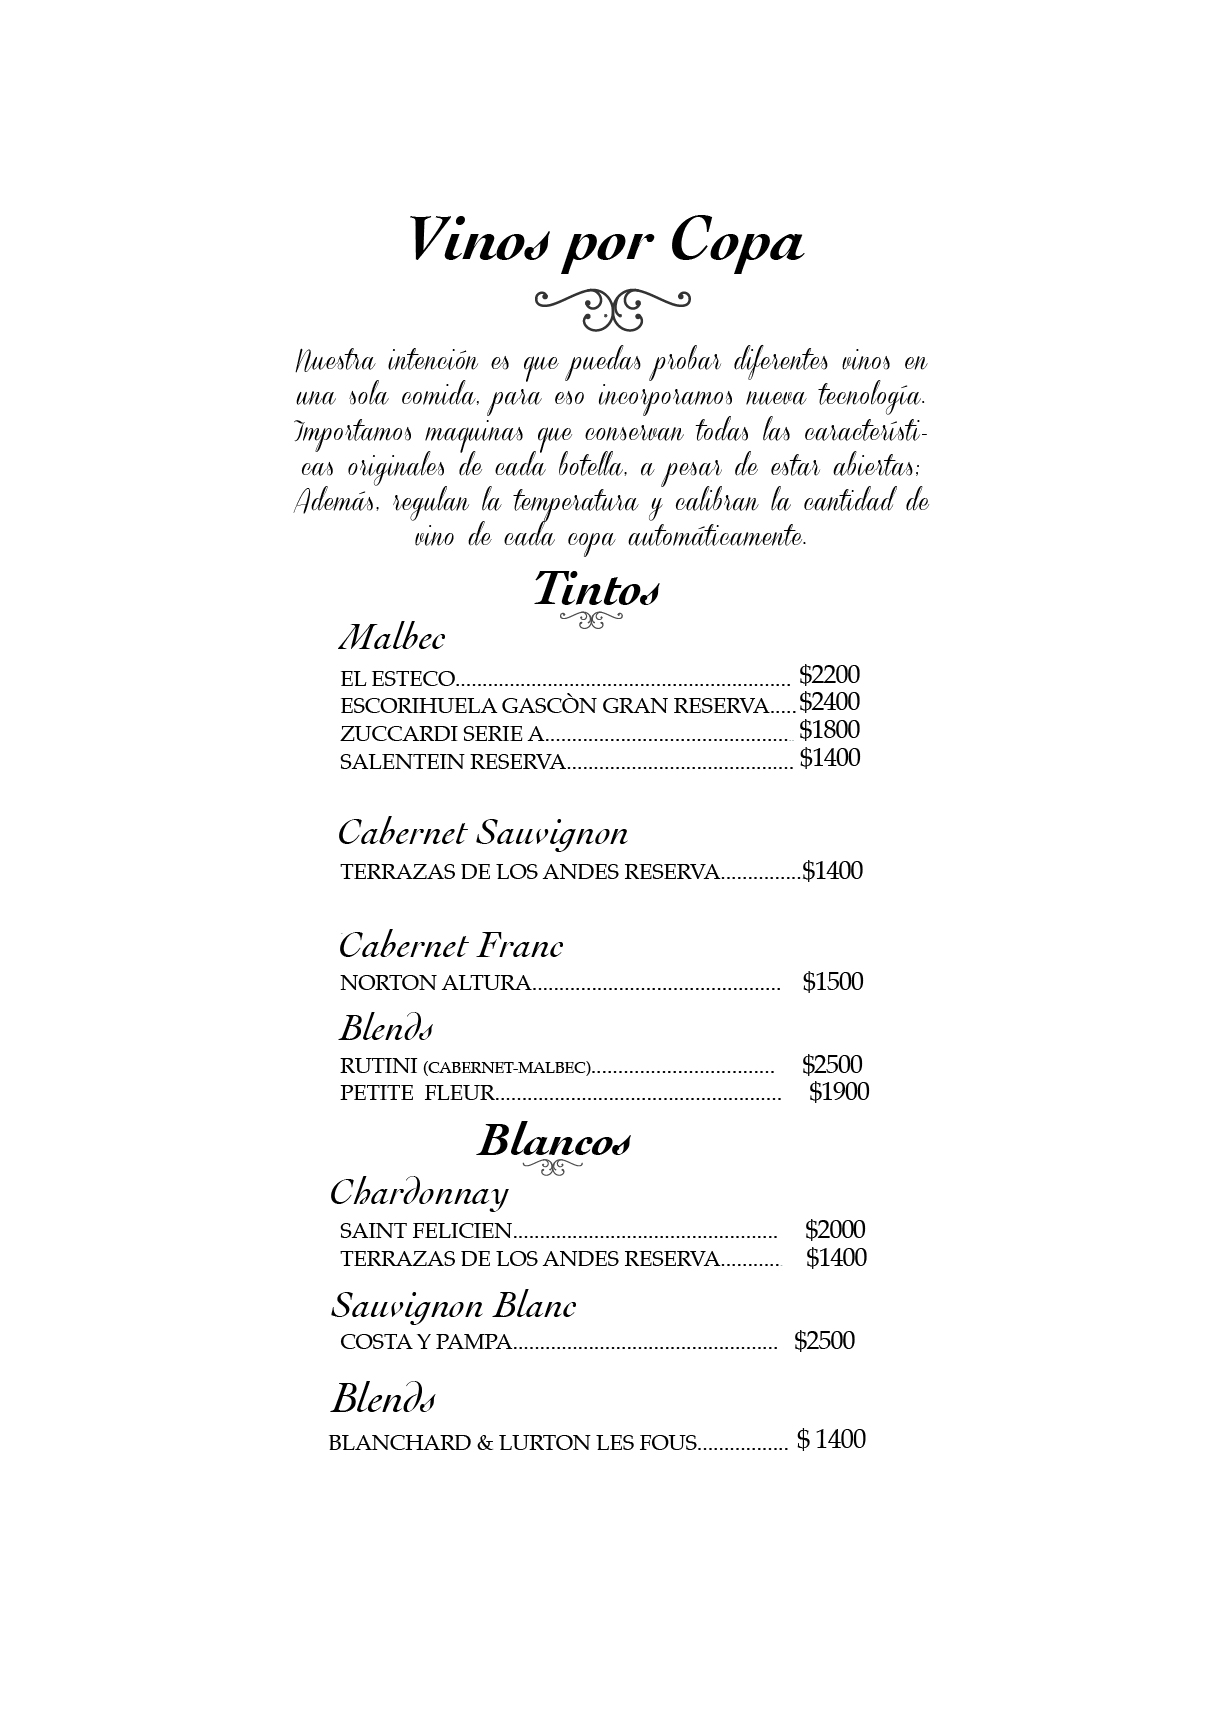 Vinos por Copa
Nuestra intención es que puedas probar diferentes vinos en
una sola comida, para eso incorporamos nueva tecnología.
Importamos maquinas que conservan todas las característi-
cas originales de cada botella, a pesar de estar abiertas;
Además, regulan la temperatura y calibran la cantidad de
vino de cada copa automáticamente.
Tintos
Malbec
EL ESTECO............................................................... $2200
ESCORIHUELA GASCÒN GRAN RESERVA.....$2400
ZUCCARDI SERIE A.............................................. $1800
SALENTEIN RESERVA.......................................... $1400
Cabernet Sauvignon
TERRAZAS DE LOS ANDES RESERVA...............$1400
Cabernet Franc
NORTON ALTURA.............................................. $1500
Blends
RUTINI (CABERNET-MALBEC).................................. $2500
PETITE FLEUR..................................................... $1900
Blancos
Chardonnay
SAINT FELICIEN................................................. $2000
TERRAZAS DE LOS ANDES RESERVA........... $1400
Sauvignon Blanc
COSTA Y PAMPA................................................. $2500
Blends
BLANCHARD & LURTON LES FOUS................. $ 1400